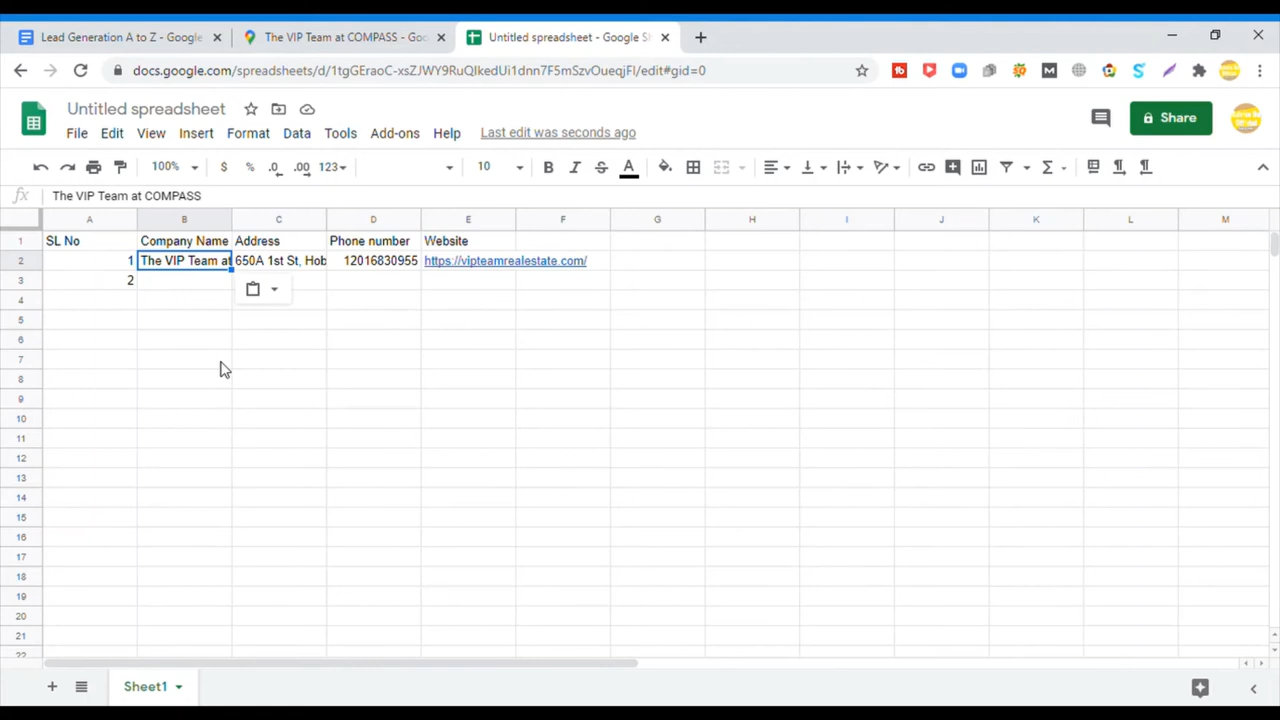 Lead Generation A to Z - Google
The VIP Team at COMPASS - Goo
Untitled spreadsheet - Google Sh
docs.google.com/spreadsheets/d/1tgGEraoC-xsZJWY9RuQlkedUi1dnn7F5mSzvOueqjFI/edit#gid=0
Untitled spreadsheet
File Edit View Insert Format Data Tools Add-ons Help Last edit was seconds ago
Share
100% $ % .0 .00 123 10 B I S A
fx The VIP Team at COMPASS
A B C D E F G H I J K L M
1 SL No Company Name Address Phone number Website
2 1 The VIP Team at 650A 1st St, Hob 12016830955 https://vipteamrealestate.com/
3 2
4
5
6
7
8
9
10
11
12
13
14
15
16
17
18
19
20
21
22
Sheet1